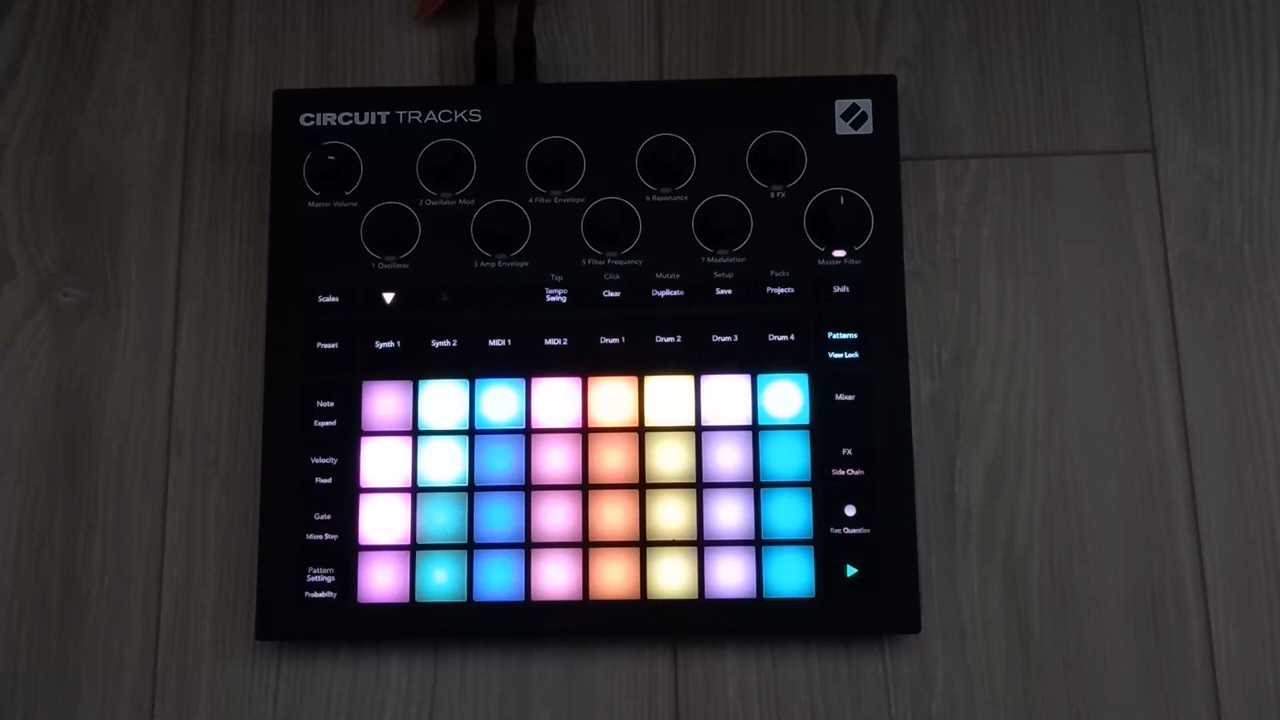 CIRCUIT TRACKS
Master Volume
2 Oscillator Mod
4 Filter Envelope
6 Resonance
8 FX
1 Oscillator
3 Amp Envelope
5 Filter Frequency
7 Modulation
Master Filter
Tap
Click
Mutate
Setup
Packs
Scales
Tempo
Swing
Clear
Duplicate
Save
Projects
Shift
Preset
Synth 1
Synth 2
MIDI 1
MIDI 2
Drum 1
Drum 2
Drum 3
Drum 4
Patterns
View Lock
Note
Expand
Mixer
Velocity
Fixed
FX
Side Chain
Gate
Micro Step
Rec Quantise
Pattern
Settings
Probability